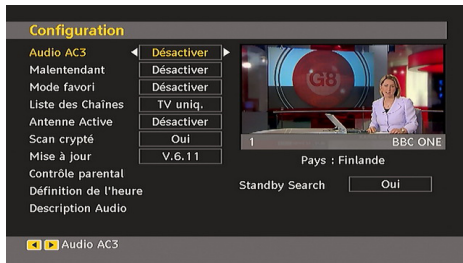 Configuration
Audio AC3 Désactiver
Malentendant Désactiver
Mode favori Désactiver
Liste des Chaînes TV uniq.
Antenne Active Désactiver
Scan crypté Oui
Mise à jour V.6.11
Contrôle parental
Définition de l'heure
Description Audio
G8
1 BBC ONE
Pays : Finlande
Standby Search Oui
Audio AC3